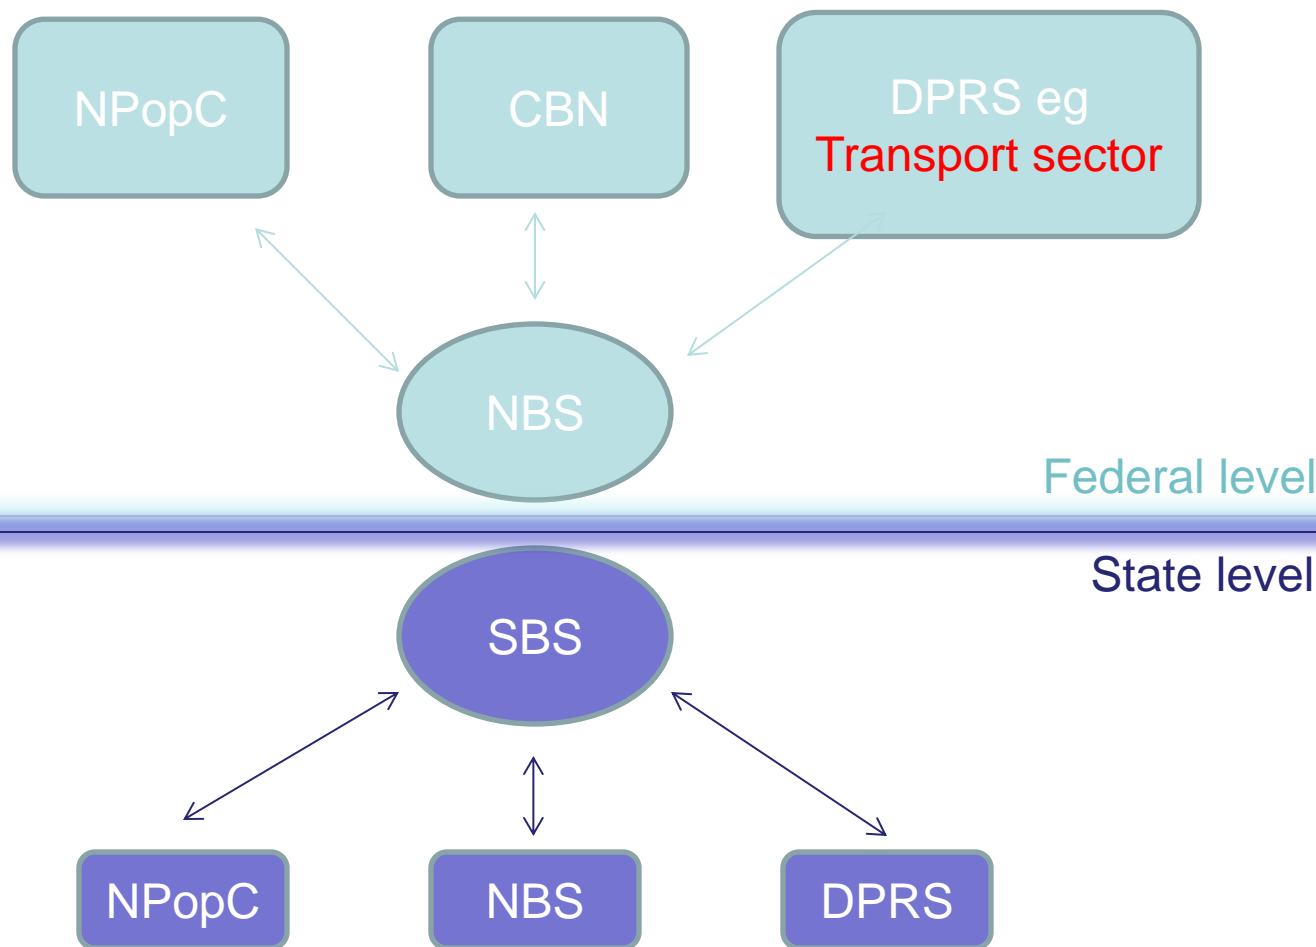 NPopC
CBN
DPRS eg
Transport sector
NBS
Federal level
State level
SBS
NPopC
NBS
DPRS